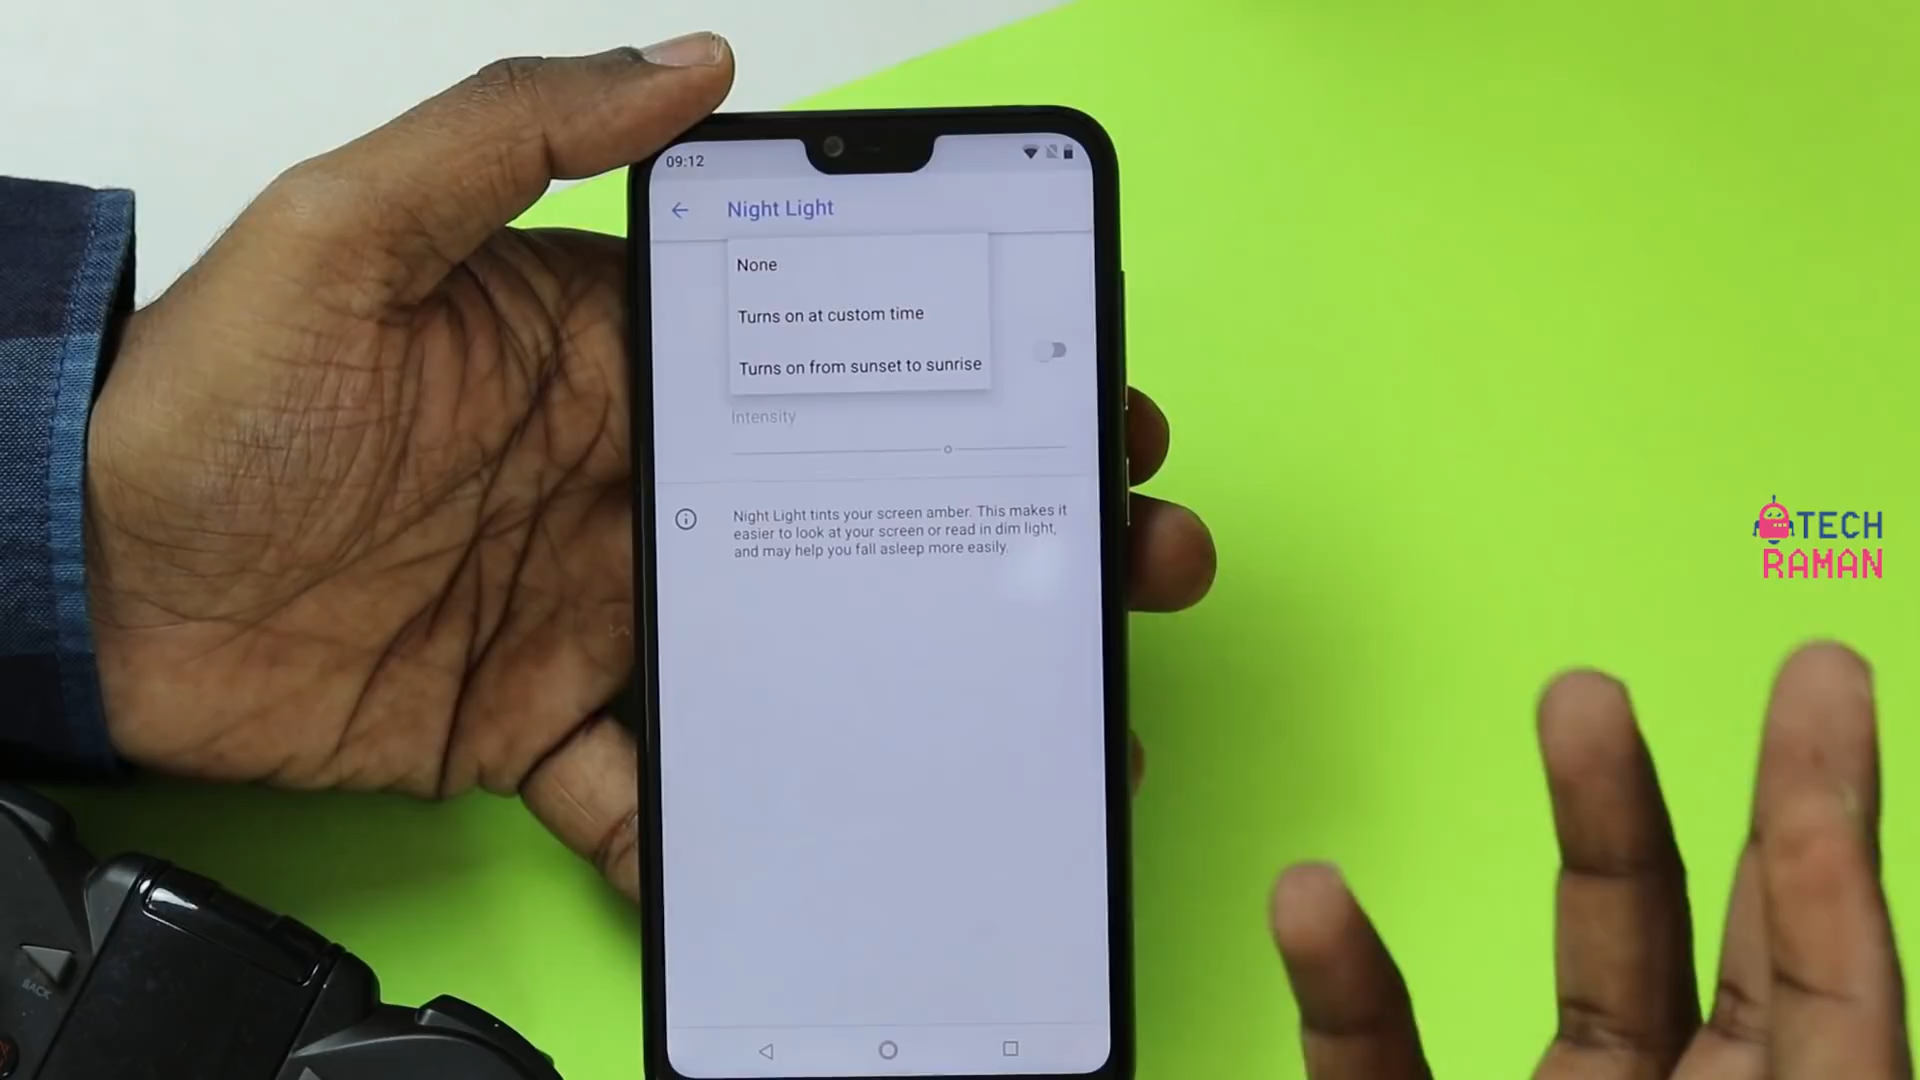 09:12
Night Light
None
Turns on at custom time
Turns on from sunset to sunrise
Intensity
Night Light tints your screen amber. This makes it
easier to look at your screen or read in dim light,
and may help you fall asleep more easily.
TECH
RAMAN
BACK